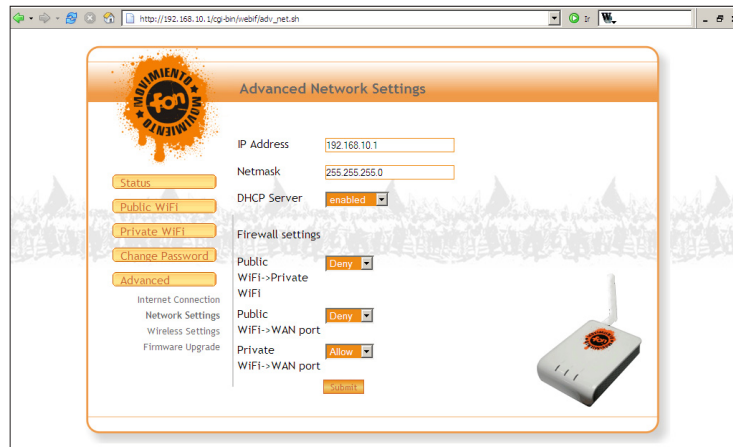 http://192.168.10.1/cgi-bin/webif/adv_net.sh
W.
MOVIMIENTO
fon
MOVIMIENTO
Advanced Network Settings
IP Address 192.168.10.1
Netmask 255.255.255.0
DHCP Server enabled
Status
Public WiFi
Private WiFi
Change Password
Advanced
Internet Connection
Network Settings
Wireless Settings
Firmware Upgrade
Firewall settings
Public Deny
WiFi->Private
WiFi
Public Deny
WiFi->WAN port
Private Allow
WiFi->WAN port
Submit
fon